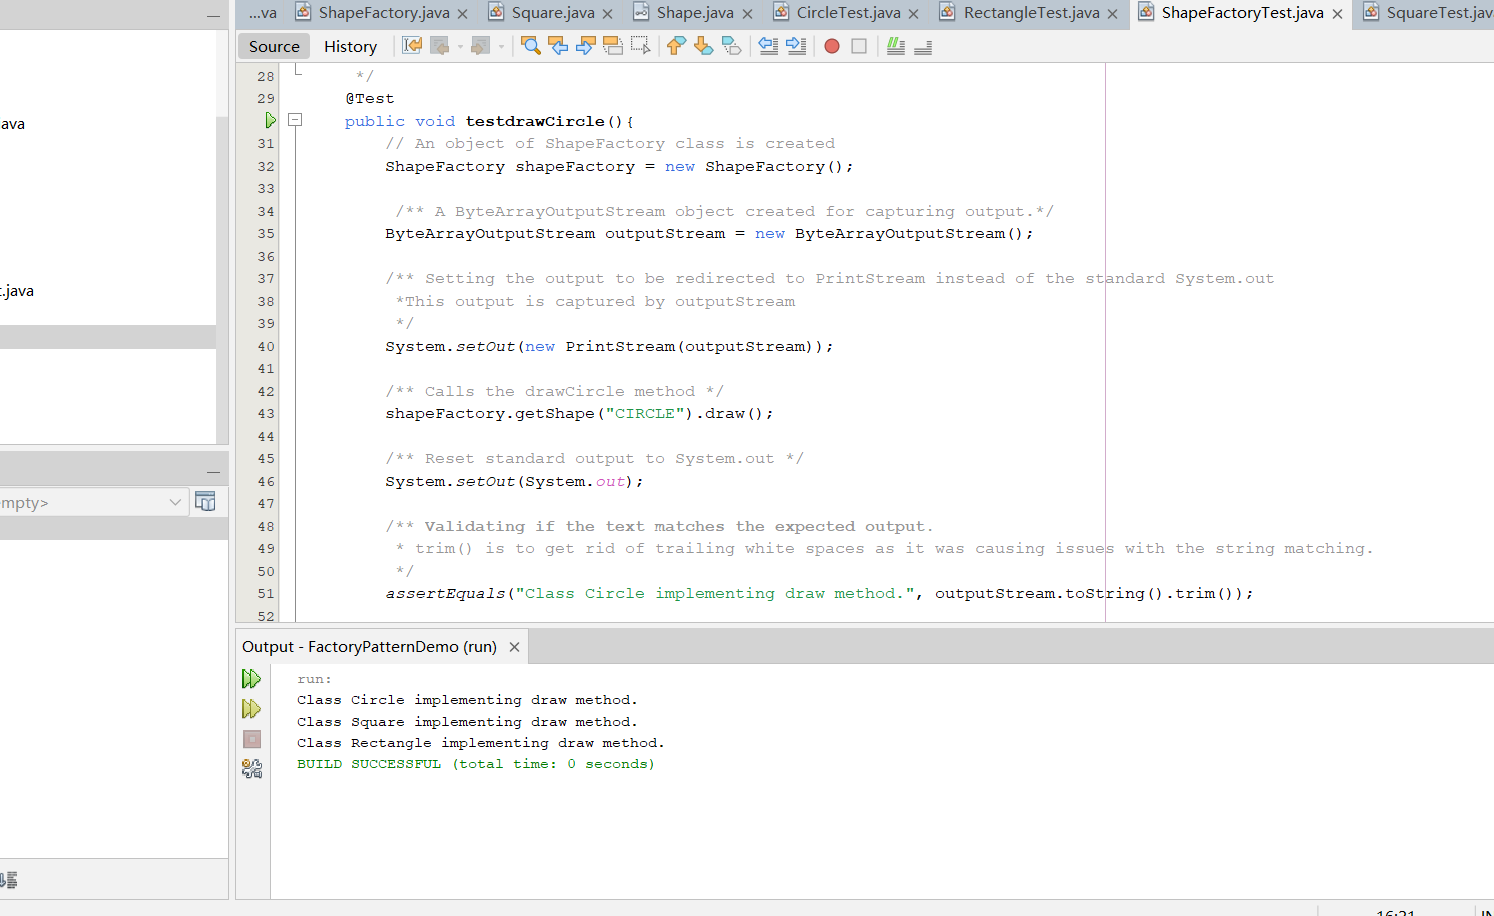 ...va ShapeFactory.java Square.java Shape.java CircleTest.java RectangleTest.java ShapeFactoryTest.java SquareTest.jav
Source History
ava
t.java
mpty>
28 */
29 @Test
public void testdrawCircle(){
31 // An object of ShapeFactory class is created
32 ShapeFactory shapeFactory = new ShapeFactory();
33
34 /** A ByteArrayOutputStream object created for capturing output.*/
35 ByteArrayOutputStream outputStream = new ByteArrayOutputStream();
36
37 /** Setting the output to be redirected to PrintStream instead of the standard System.out
38 *This output is captured by outputStream
39 */
40 System.setOut(new PrintStream(outputStream));
41
42 /** Calls the drawCircle method */
43 shapeFactory.getShape("CIRCLE").draw();
44
45 /** Reset standard output to System.out */
46 System.setOut(System.out);
47
48 /** Validating if the text matches the expected output.
49 * trim() is to get rid of trailing white spaces as it was causing issues with the string matching.
50 */
51 assertEquals("Class Circle implementing draw method.", outputStream.toString().trim());
52
Output - FactoryPatternDemo (run)
run:
Class Circle implementing draw method.
Class Square implementing draw method.
Class Rectangle implementing draw method.
BUILD SUCCESSFUL (total time: 0 seconds)